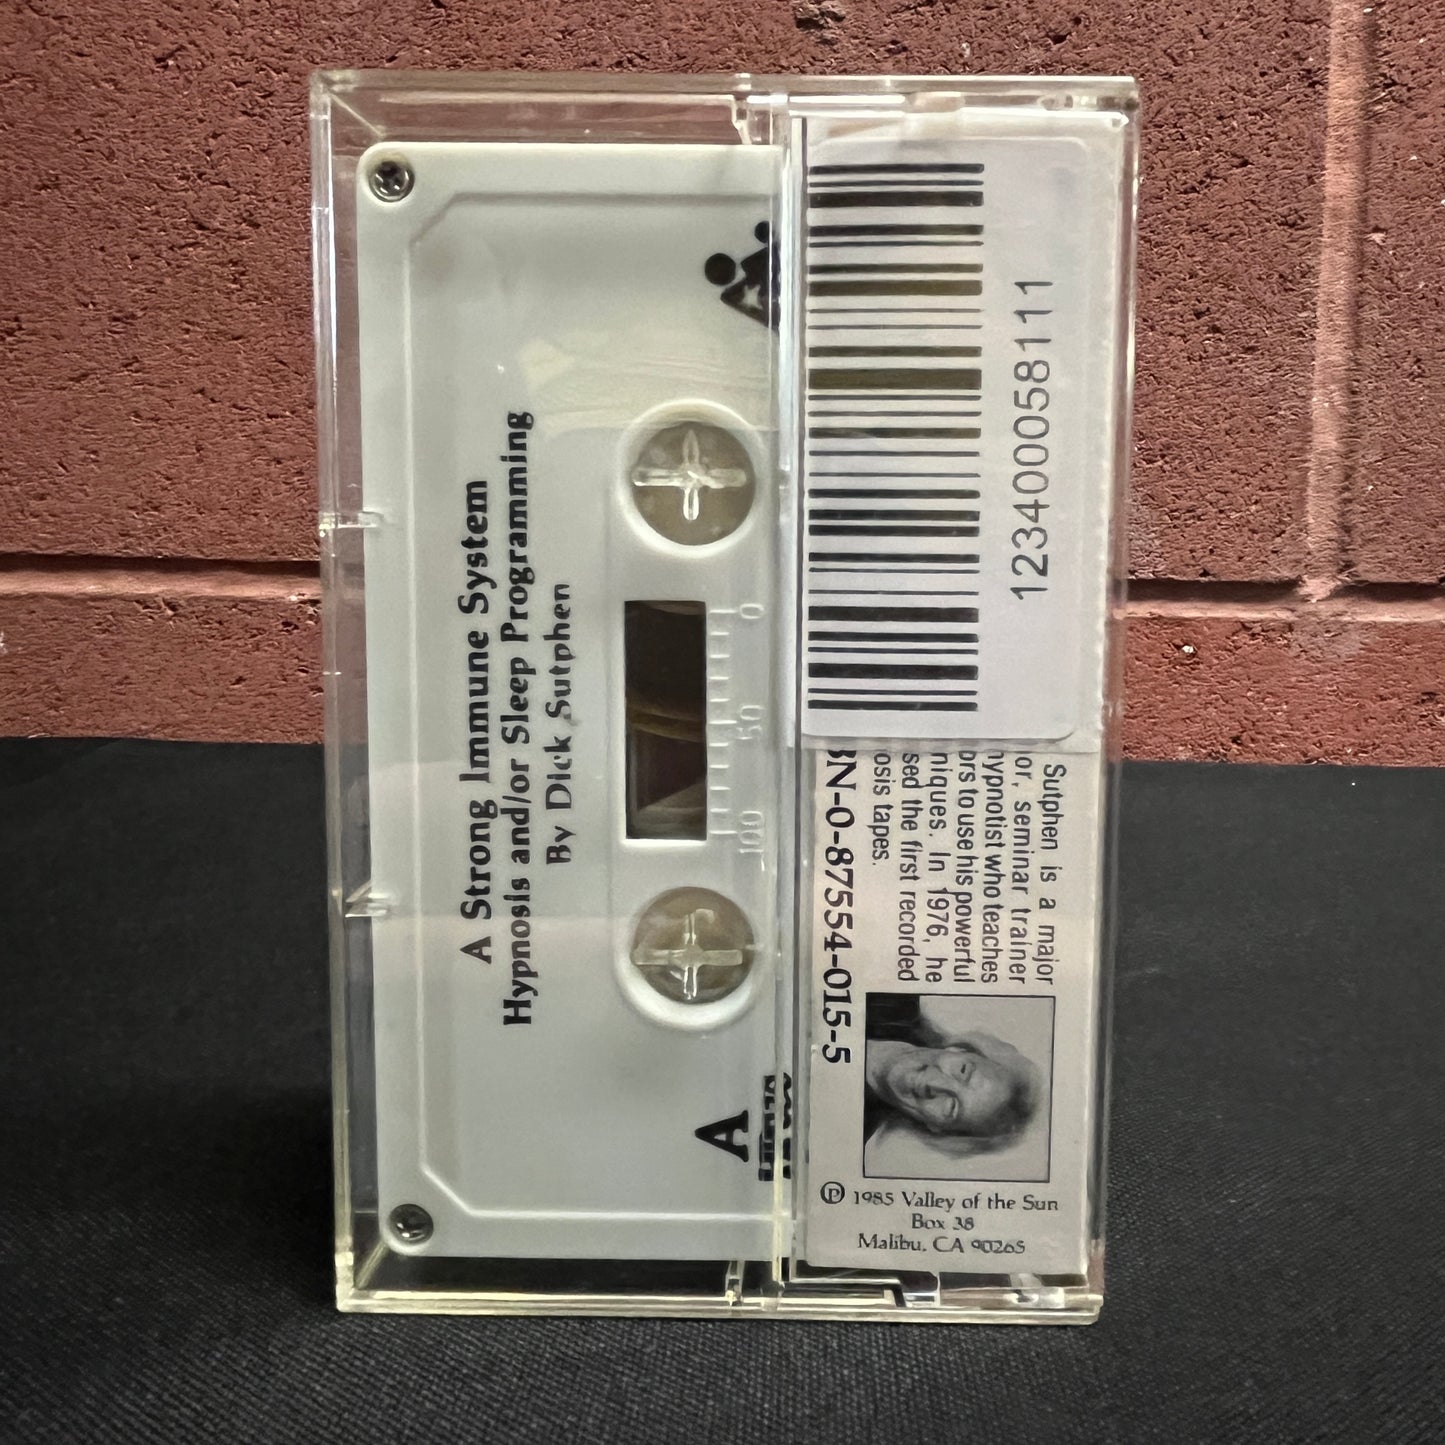 A Strong Immune System
Hypnosis and/or Sleep Programming
By Dick Sutphen
0
50
100
A
123400058111
Sutphen is a major
or, seminar trainer
hypnotist who teaches
ors to use his powerful
niques. In 1976, he
sed the first recorded
osis tapes.
BN-0-87554-015-5
℗ 1985 Valley of the Sun
Box 38
Malibu, CA 90265